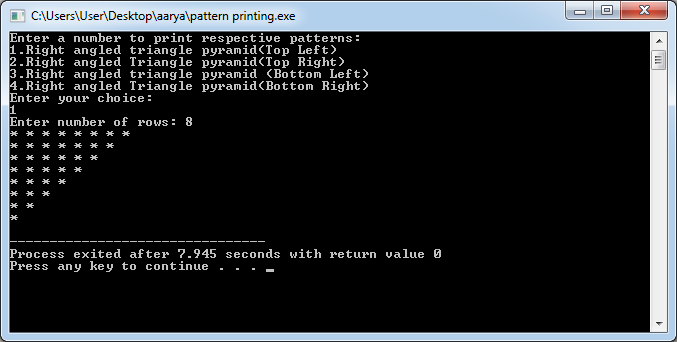 C:\Users\User\Desktop\aarya\pattern printing.exe
Enter a number to print respective patterns:
1.Right angled triangle pyramid(Top Left)
2.Right angled Triangle pyramid(Top Right)
3.Right angled triangle pyramid (Bottom Left)
4.Right angled Triangle pyramid(Bottom Right)
Enter your choice:
1
Enter number of rows: 8
* * * * * * * *
* * * * * * *
* * * * * *
* * * * *
* * * *
* * *
* *
*
--------------------------------
Process exited after 7.945 seconds with return value 0
Press any key to continue . . . _